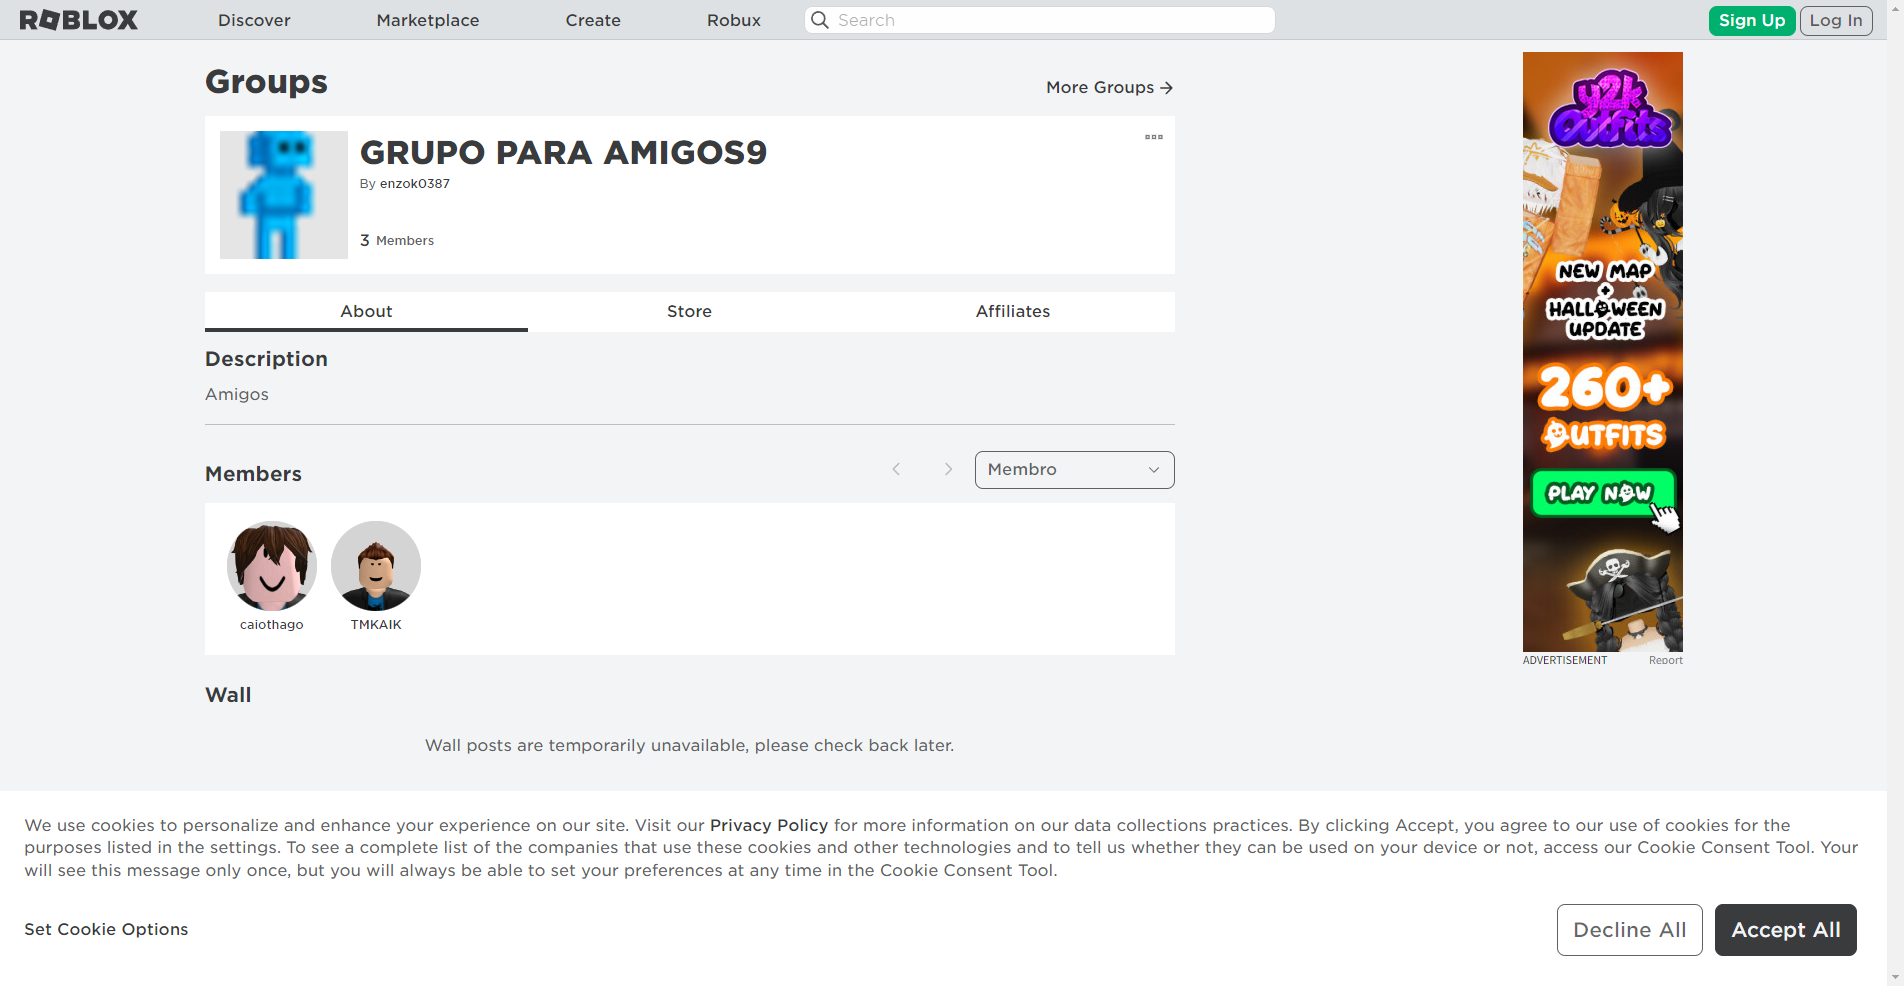 ROBLOX
Discover
Marketplace
Create
Robux
Search
Sign Up
Log In
Groups
More Groups
GRUPO PARA AMIGOS9
By enzok0387
3 Members
About
Store
Affiliates
Description
Amigos
Members
Membro
caiothago
TMKAIK
Wall
Wall posts are temporarily unavailable, please check back later.
y2k
Outfits
NEW MAP
+
HALLOWEEN
UPDATE
260+
OUTFITS
PLAY NOW
ADVERTISEMENT
Report
We use cookies to personalize and enhance your experience on our site. Visit our Privacy Policy for more information on our data collections practices. By clicking Accept, you agree to our use of cookies for the
purposes listed in the settings. To see a complete list of the companies that use these cookies and other technologies and to tell us whether they can be used on your device or not, access our Cookie Consent Tool. Your
will see this message only once, but you will always be able to set your preferences at any time in the Cookie Consent Tool.
Set Cookie Options
Decline All
Accept All